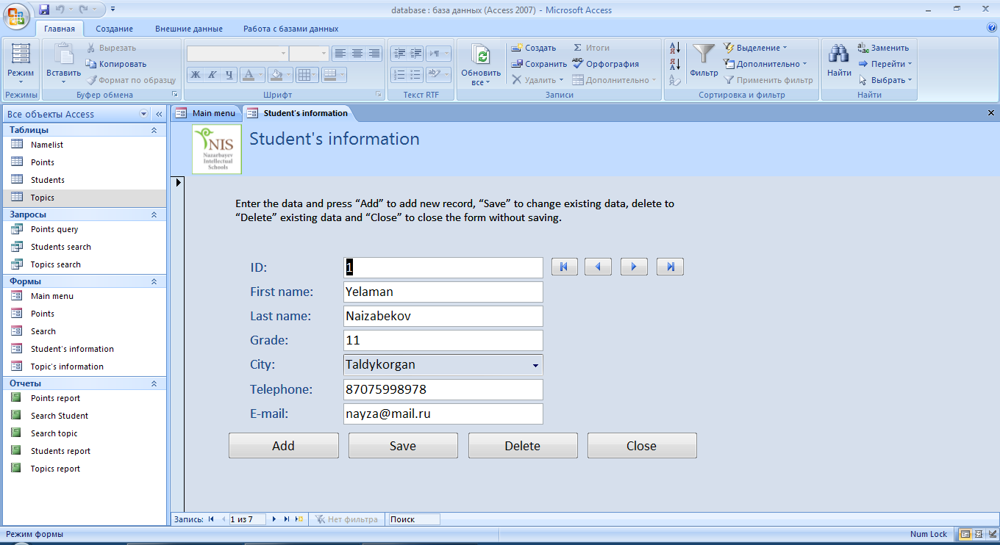 database : база данных (Access 2007) - Microsoft Access
Главная Создание Внешние данные Работа с базами данных
Режим
Режимы
Вставить
Вырезать
Копировать
Формат по образцу
Буфер обмена
Ж К Ч А
Шрифт
Текст RTF
Обновить
все
Создать
Сохранить
Удалить
Итоги
Орфография
Дополнительно
Записи
Фильтр
Выделение
Дополнительно
Применить фильтр
Сортировка и фильтр
Найти
Заменить
Перейти
Выбрать
Найти
Все объекты Access
Таблицы
Namelist
Points
Students
Topics
Запросы
Points query
Students search
Topics search
Формы
Main menu
Points
Search
Student's information
Topic's information
Отчеты
Points report
Search Student
Search topic
Students report
Topics report
Main menu Student's information
NIS
Nazarbayev
Intellectual
Schools
Student's information
Enter the data and press “Add” to add new record, “Save” to change existing data, delete to
“Delete” existing data and “Close” to close the form without saving.
ID: 1
First name: Yelaman
Last name: Naizabekov
Grade: 11
City: Taldykorgan
Telephone: 87075998978
E-mail: nayza@mail.ru
Add Save Delete Close
Запись: 1 из 7 Нет фильтра Поиск
Режим формы Num Lock